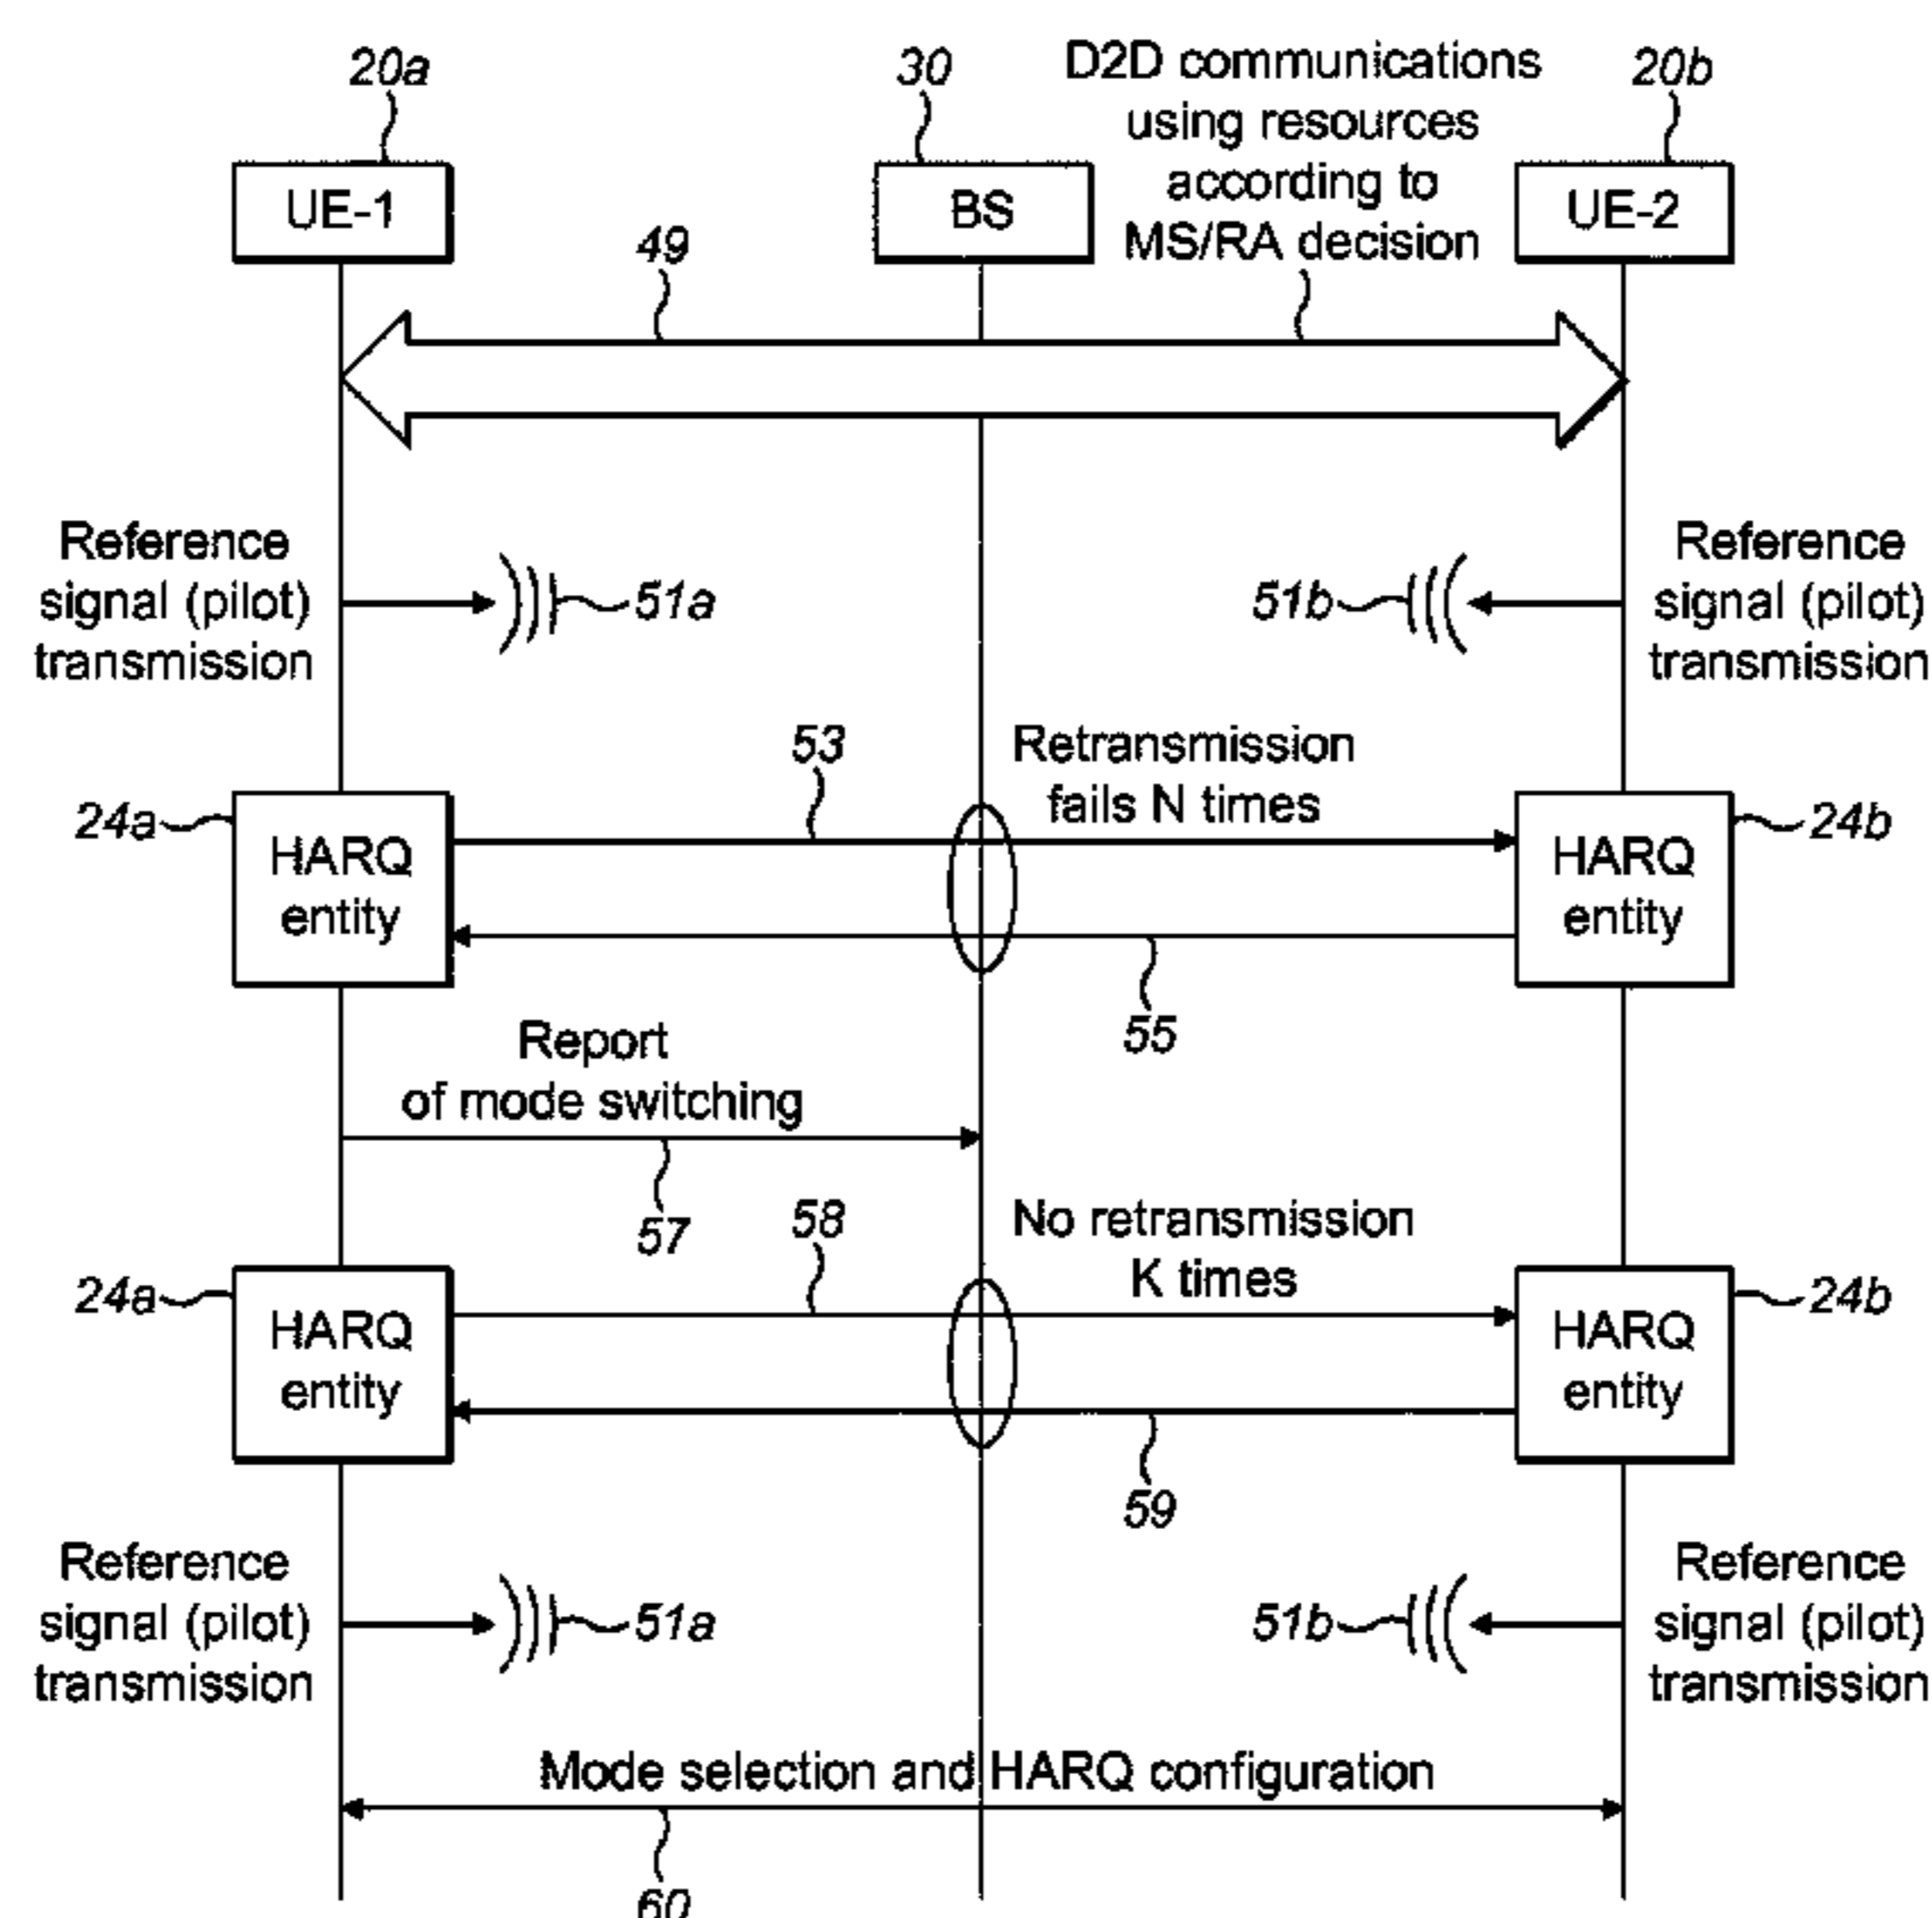 20a
30
D2D communications
using resources
according to
MS/RA decision
20b
UE-1
BS
UE-2
49
Reference
signal (pilot)
transmission
51a
51b
Reference
signal (pilot)
transmission
53
Retransmission
fails N times
24a
HARQ
entity
HARQ
entity
24b
55
Report
of mode switching
57
58
No retransmission
K times
24a
HARQ
entity
HARQ
entity
24b
59
Reference
signal (pilot)
transmission
51a
51b
Reference
signal (pilot)
transmission
Mode selection and HARQ configuration
60